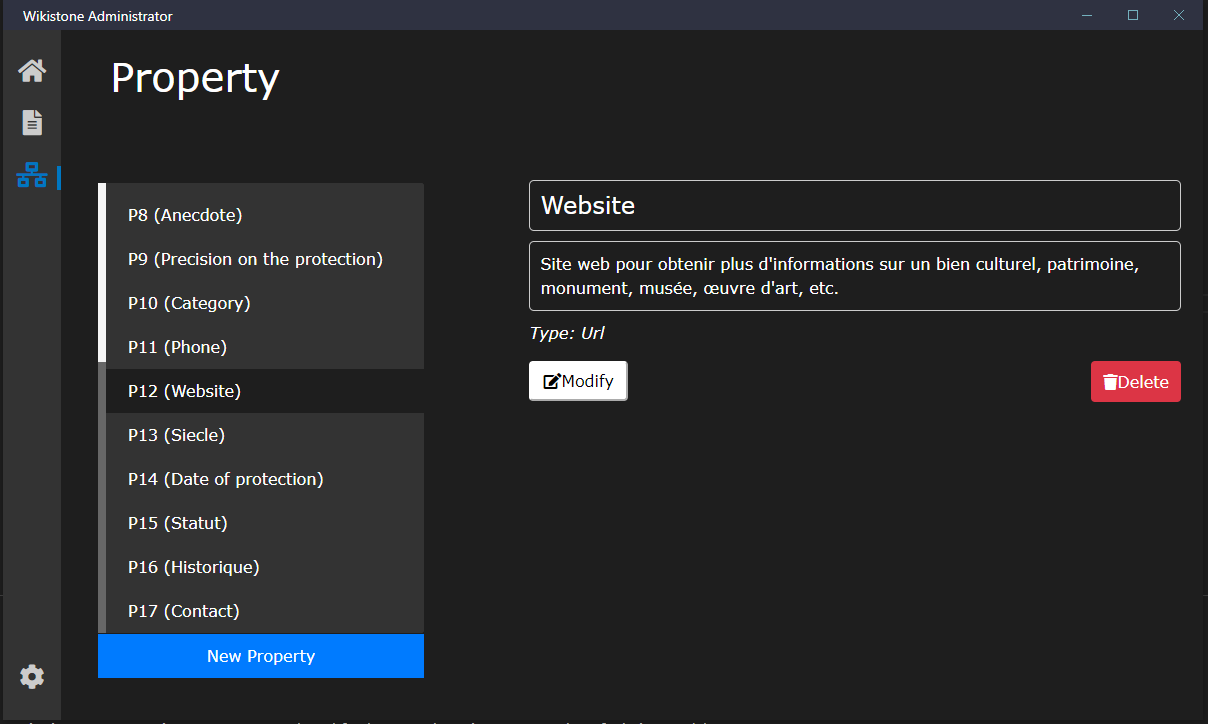 Wikistone Administrator
Property
P8 (Anecdote)
P9 (Precision on the protection)
P10 (Category)
P11 (Phone)
P12 (Website)
P13 (Siecle)
P14 (Date of protection)
P15 (Statut)
P16 (Historique)
P17 (Contact)
New Property
Website
Site web pour obtenir plus d'informations sur un bien culturel, patrimoine,
monument, musée, œuvre d'art, etc.
Type: Url
Modify
Delete